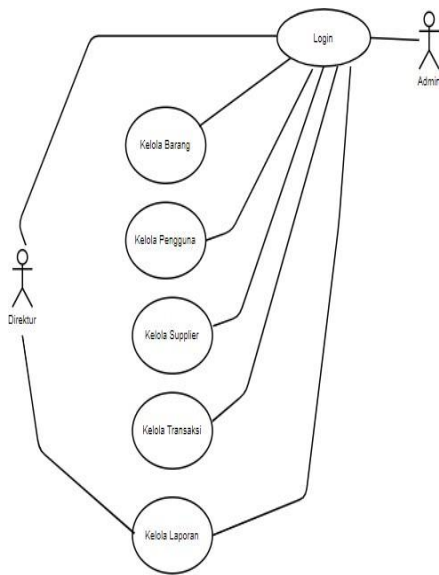 Login
Admin
Kelola Barang
Kelola Pengguna
Direktur
Kelola Supplier
Kelola Transaksi
Kelola Laporan